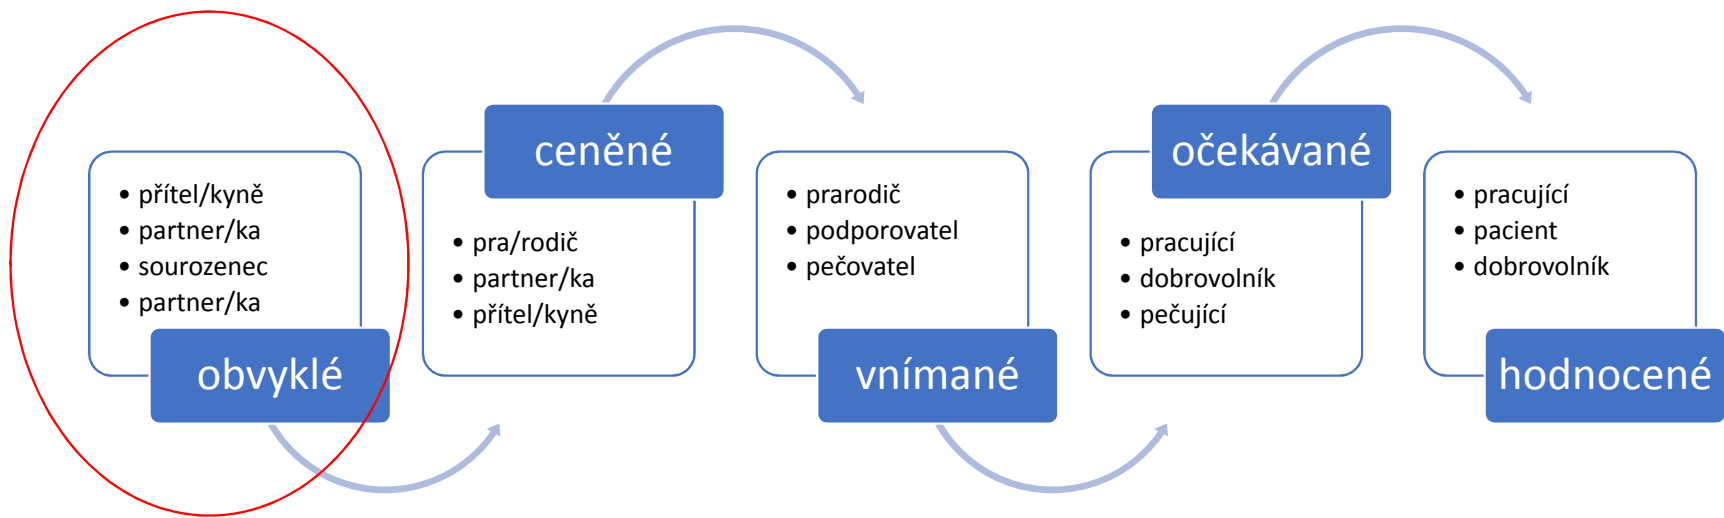 • přítel/kyně
• partner/ka
• sourozenec
• partner/ka
obvyklé
ceněné
• pra/rodič
• partner/ka
• přítel/kyně
• prarodič
• podporovatel
• pečovatel
vnímané
očekávané
• pracující
• dobrovolník
• pečující
• pracující
• pacient
• dobrovolník
hodnocené